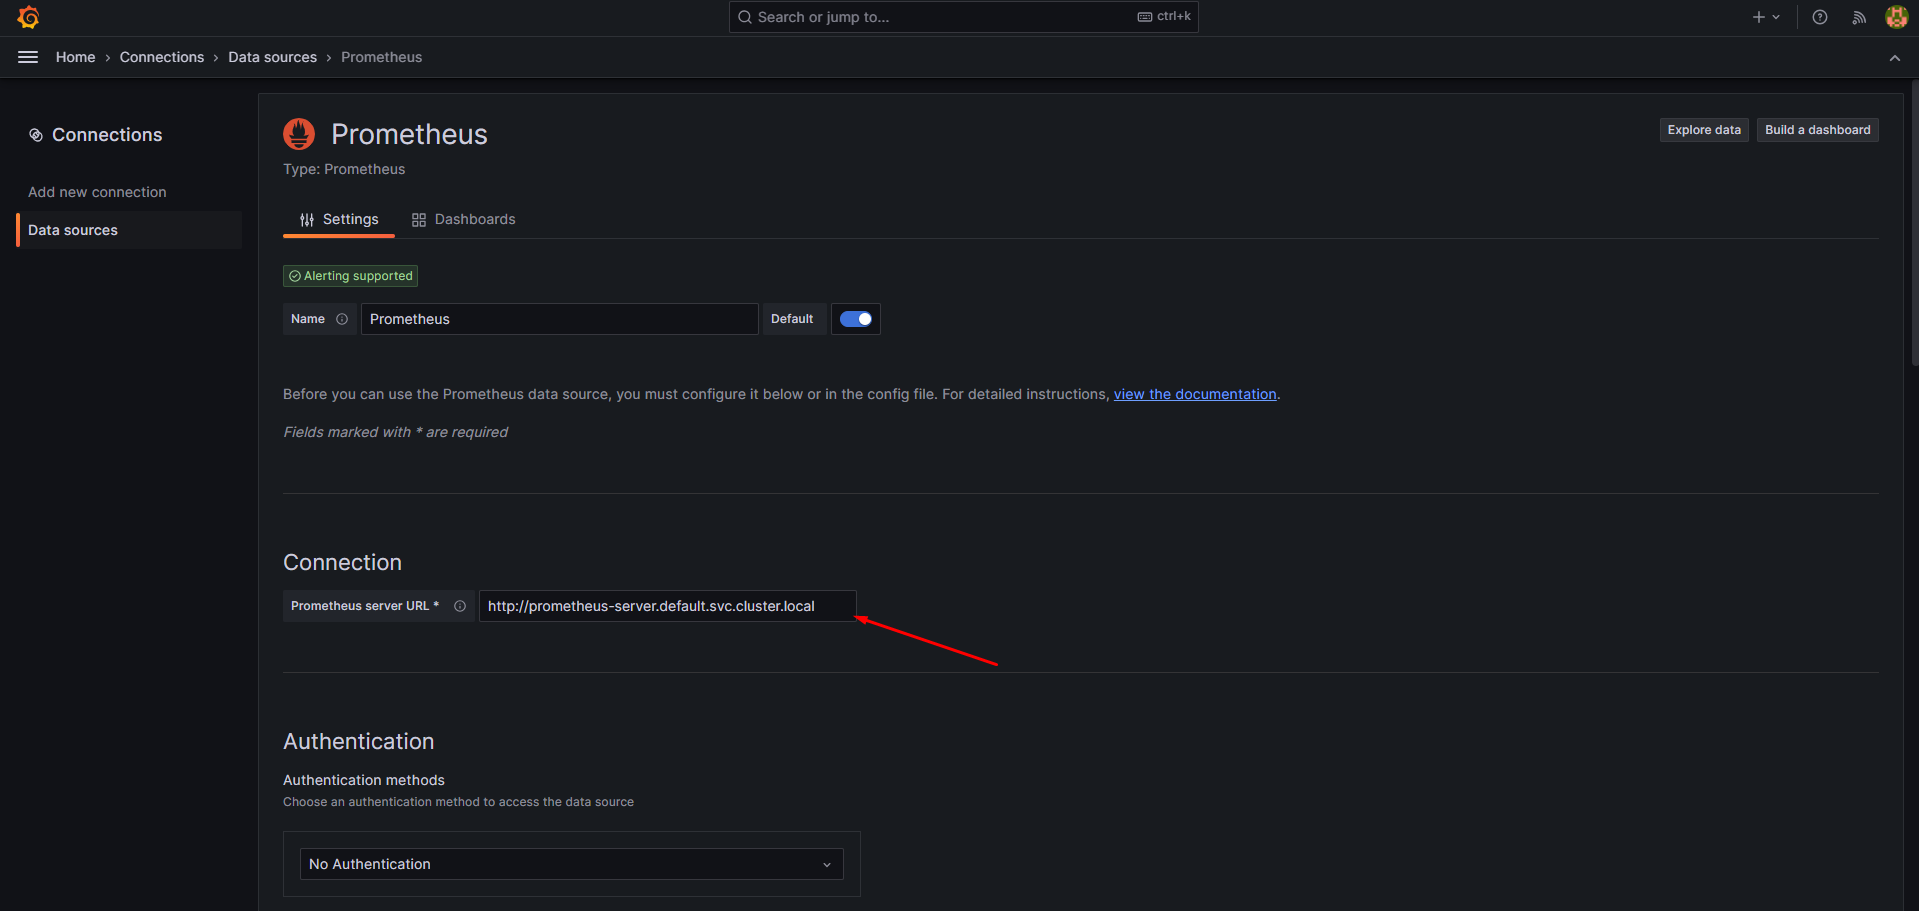 Search or jump to...
ctrl+k
Home › Connections › Data sources › Prometheus
Connections
Add new connection
Data sources
Prometheus
Type: Prometheus
Explore data
Build a dashboard
Settings
Dashboards
Alerting supported
Name
Prometheus
Default
Before you can use the Prometheus data source, you must configure it below or in the config file. For detailed instructions, view the documentation.
Fields marked with * are required
Connection
Prometheus server URL *
http://prometheus-server.default.svc.cluster.local
Authentication
Authentication methods
Choose an authentication method to access the data source
No Authentication